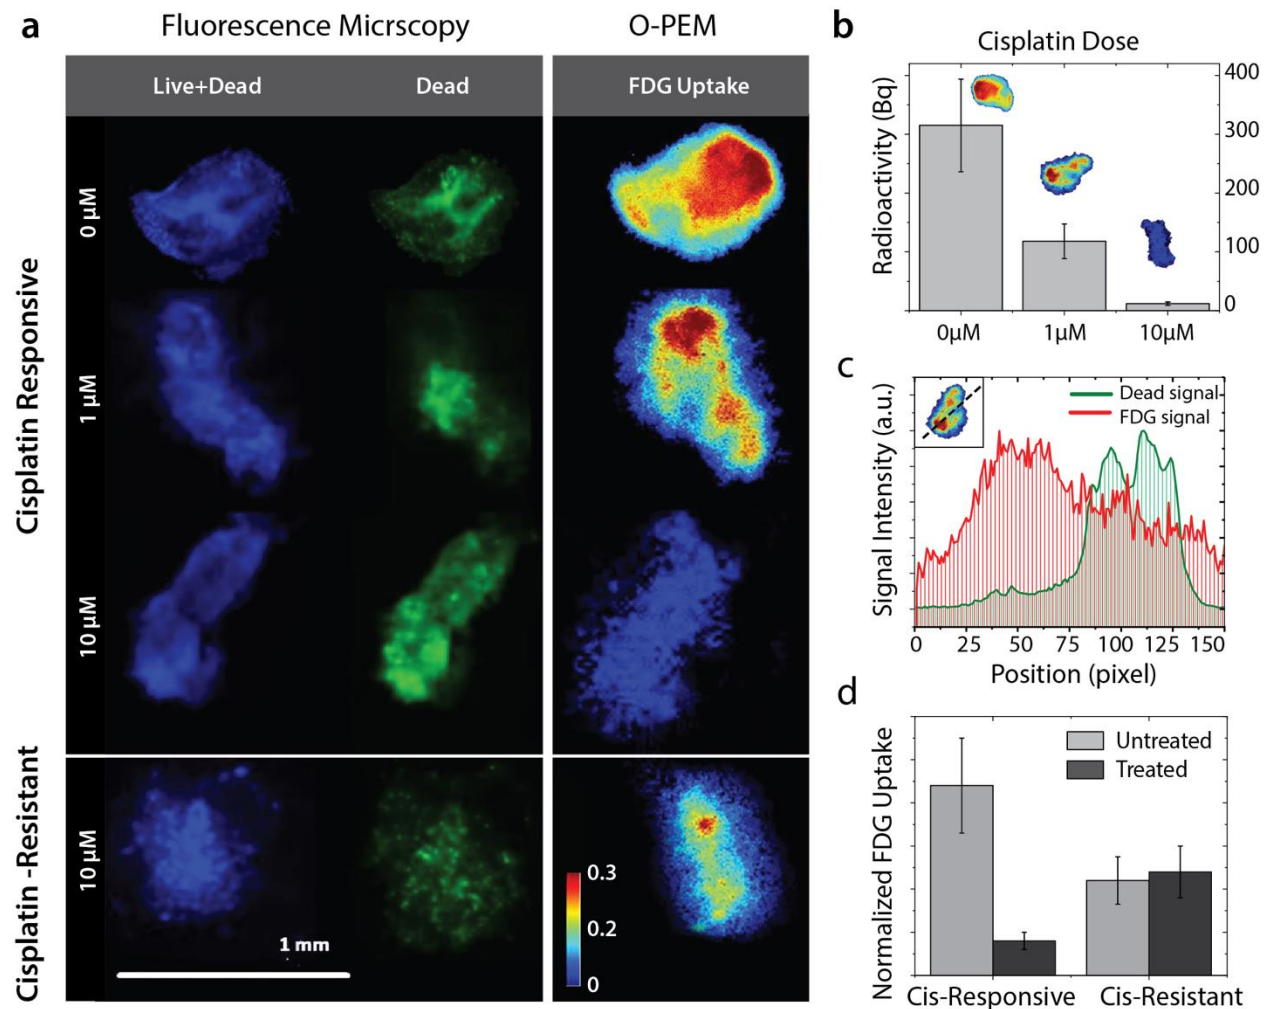 a
Fluorescence Micrscopy
O-PEM
Live+Dead
Dead
FDG Uptake
Cisplatin Responsive
0 µM
1 µM
10 µM
Cisplatin -Resistant
10 µM
1 mm
0.3
0.2
0
b
Cisplatin Dose
Radioactivity (Bq)
400
300
200
100
0
0µM 1µM 10µM
c
Dead signal
FDG signal
Signal Intensity (a.u.)
0 25 50 75 100 125 150
Position (pixel)
d
Untreated
Treated
Normalized FDG Uptake
Cis-Responsive Cis-Resistant